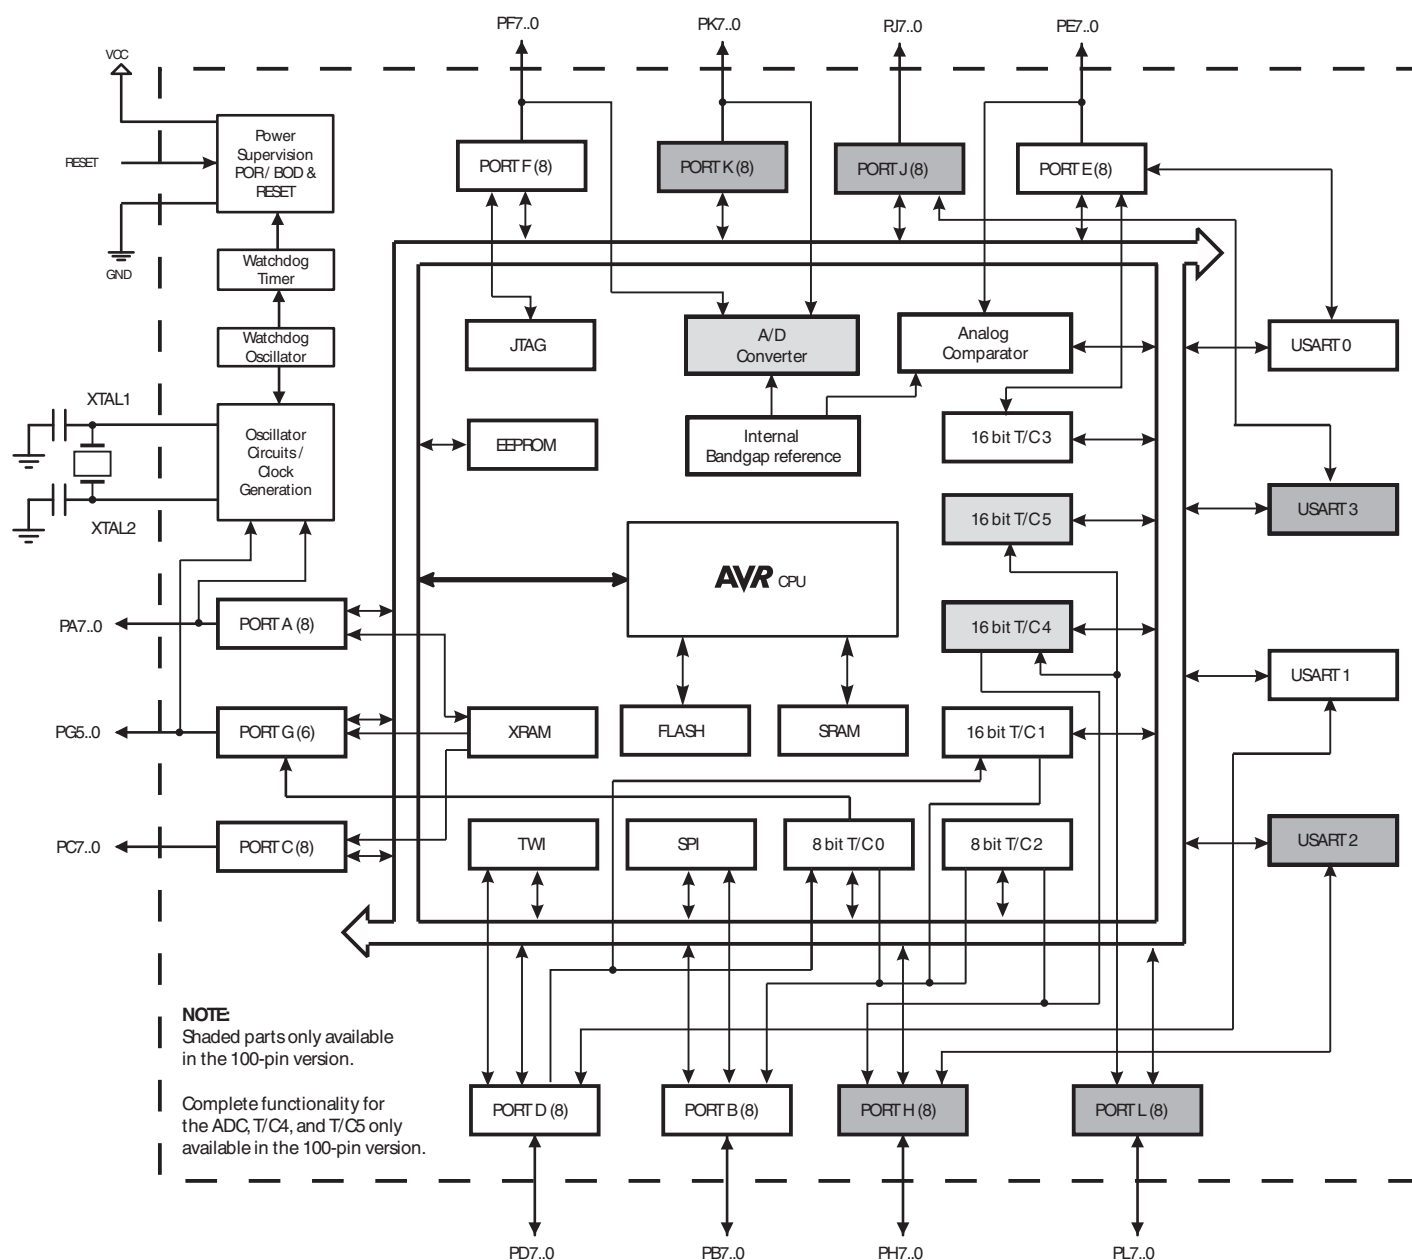 PF7..0
PK7..0
PJ7..0
PE7..0
VCC
RESET
GND
Power
Supervision
POR / BOD &
RESET
Watchdog
Timer
Watchdog
Oscillator
XTAL1
XTAL2
Oscillator
Circuits /
Clock
Generation
PORT F (8)
PORT K (8)
PORT J (8)
PORT E (8)
JTAG
A/D
Converter
Analog
Comparator
USART 0
EEPROM
Internal
Bandgap reference
16 bit T/C 3
16 bit T/C 5
USART 3
AVR CPU
PA7..0
PORT A (8)
16 bit T/C 4
USART 1
PG5..0
PORT G (6)
XRAM
FLASH
SRAM
16 bit T/C 1
PC7..0
PORT C (8)
TWI
SPI
8 bit T/C 0
8 bit T/C 2
USART 2
NOTE:
Shaded parts only available
in the 100-pin version.
Complete functionality for
the ADC, T/C4, and T/C5 only
available in the 100-pin version.
PORT D (8)
PORT B (8)
PORT H (8)
PORT L (8)
PD7..0
PB7..0
PH7..0
PL7..0